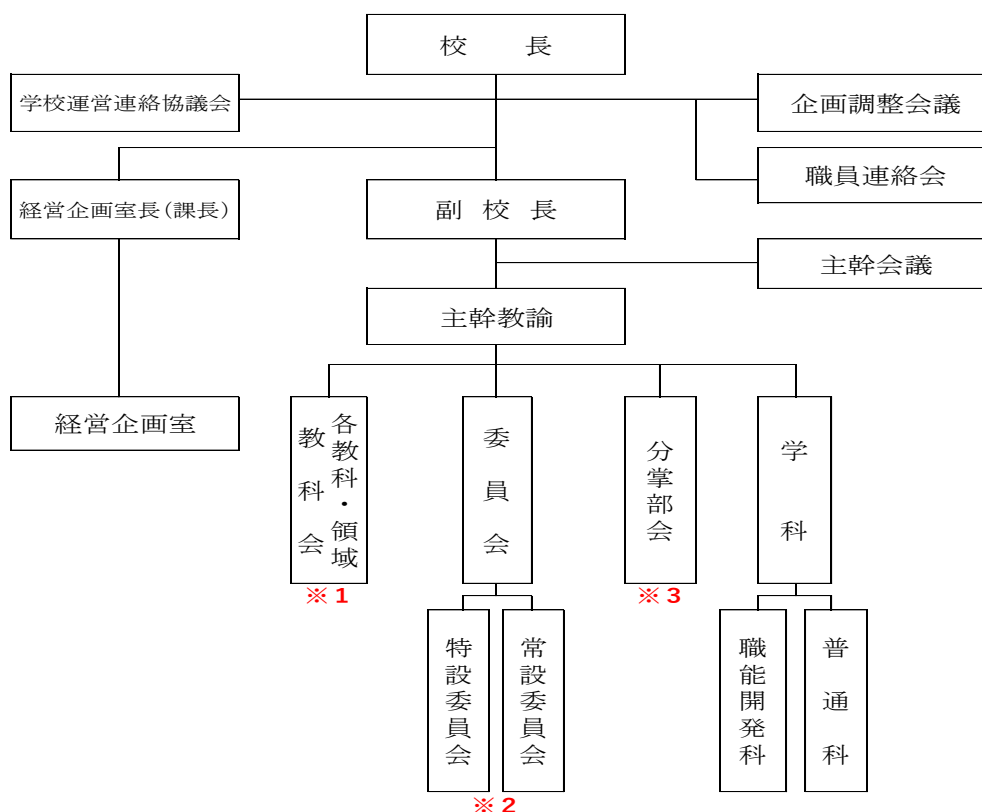 校　長
学校運営連絡協議会
企画調整会議
職員連絡会
経営企画室長(課長)
副 校 長
主幹会議
主幹教諭
経営企画室
各教科・領域
教科会
委員会
分掌部会
学科
※1
※3
特設委員会
常設委員会
職能開発科
普通科
※2